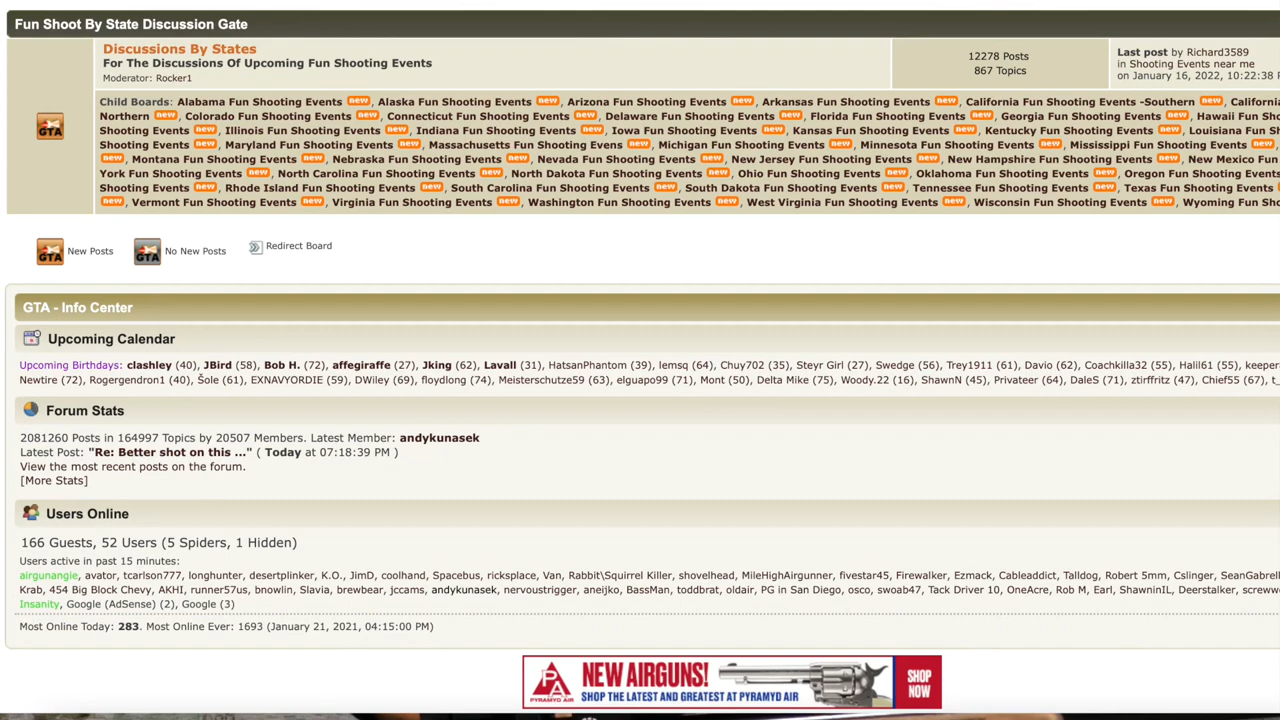 Fun Shoot By State Discussion Gate
Discussions By States
For The Discussions Of Upcoming Fun Shooting Events
Moderator: Rocker1
12278 Posts
867 Topics
Last post by Richard3589
in Shooting Events near me
on January 16, 2022, 10:22:38
GTA
Child Boards: Alabama Fun Shooting Events new, Alaska Fun Shooting Events new, Arizona Fun Shooting Events new, Arkansas Fun Shooting Events new, California Fun Shooting Events -Southern new, California
Northern new, Colorado Fun Shooting Events new, Connecticut Fun Shooting Events new, Delaware Fun Shooting Events new, Florida Fun Shooting Events new, Georgia Fun Shooting Events new, Hawaii Fun Sho
Shooting Events new, Illinois Fun Shooting Events new, Indiana Fun Shooting Events new, Iowa Fun Shooting Events new, Kansas Fun Shooting Events new, Kentucky Fun Shooting Events new, Louisiana Fun Sh
Shooting Events new, Maryland Fun Shooting Events new, Massachusetts Fun Shooting Events new, Michigan Fun Shooting Events new, Minnesota Fun Shooting Events new, Mississippi Fun Shooting Events new,
new, Montana Fun Shooting Events new, Nebraska Fun Shooting Events new, Nevada Fun Shooting Events new, New Jersey Fun Shooting Events new, New Hampshire Fun Shooting Events new, New Mexico Fun
York Fun Shooting Events new, North Carolina Fun Shooting Events new, North Dakota Fun Shooting Events new, Ohio Fun Shooting Events new, Oklahoma Fun Shooting Events new, Oregon Fun Shooting Events
Shooting Events new, Rhode Island Fun Shooting Events new, South Carolina Fun Shooting Events new, South Dakota Fun Shooting Events new, Tennessee Fun Shooting Events new, Texas Fun Shooting Events
new, Vermont Fun Shooting Events new, Virginia Fun Shooting Events new, Washington Fun Shooting Events new, West Virginia Fun Shooting Events new, Wisconsin Fun Shooting Events new, Wyoming Fun Sho
GTA New Posts GTA No New Posts Redirect Board
GTA - Info Center
Upcoming Calendar
Upcoming Birthdays: clashley (40), JBird (58), Bob H. (72), affegiraffe (27), Jking (62), Lavall (31), HatsanPhantom (39), lemsq (64), Chuy702 (35), Steyr Girl (27), Swedge (56), Trey1911 (61), Davio (62), Coachkilla32 (55), Halil61 (55), keeper
Newtire (72), Rogergendron1 (40), Šole (61), EXNAVYORDIE (59), DWiley (69), floydlong (74), Meisterschutze59 (63), elguapo99 (71), Mont (50), Delta Mike (75), Woody.22 (16), ShawnN (45), Privateer (64), DaleS (71), ztirffritz (47), Chief55 (67), t_
Forum Stats
2081260 Posts in 164997 Topics by 20507 Members. Latest Member: andykunasek
Latest Post: "Re: Better shot on this ..." ( Today at 07:18:39 PM )
View the most recent posts on the forum.
[More Stats]
Users Online
166 Guests, 52 Users (5 Spiders, 1 Hidden)
Users active in past 15 minutes:
airgunangie, avator, tcarlson777, longhunter, desertplinker, K.O., JimD, coolhand, Spacebus, ricksplace, Van, Rabbit\Squirrel Killer, shovelhead, MileHighAirgunner, fivestar45, Firewalker, Ezmack, Cableaddict, Talldog, Robert 5mm, Cslinger, SeanGabrell
Krab, 454 Big Block Chevy, AKHI, runner57us, bnowlin, Slavia, brewbear, jccams, andykunasek, nervoustrigger, aneijko, BassMan, toddbrat, oldair, PG in San Diego, osco, swoab47, Tack Driver 10, OneAcre, Rob M, Earl, ShawninIL, Deerstalker, screwwo
Insanity, Google (AdSense) (2), Google (3)
Most Online Today: 283. Most Online Ever: 1693 (January 21, 2021, 04:15:00 PM)
PA
PYRAMYD AIR
NEW AIRGUNS!
SHOP THE LATEST AND GREATEST AT PYRAMYD AIR
SHOP
NOW